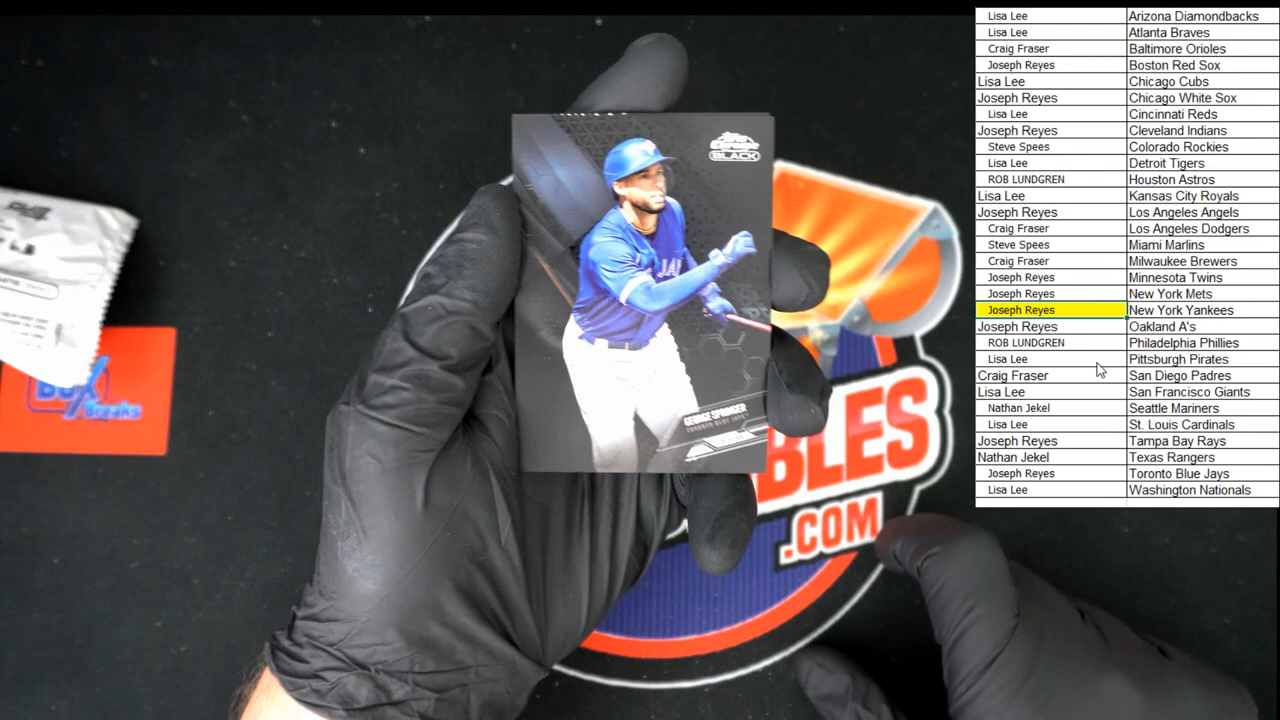 Lisa Lee Arizona Diamondbacks
Lisa Lee Atlanta Braves
Craig Fraser Baltimore Orioles
Joseph Reyes Boston Red Sox
Lisa Lee Chicago Cubs
Joseph Reyes Chicago White Sox
Lisa Lee Cincinnati Reds
Joseph Reyes Cleveland Indians
Steve Spees Colorado Rockies
Lisa Lee Detroit Tigers
ROB LUNDGREN Houston Astros
Lisa Lee Kansas City Royals
Joseph Reyes Los Angeles Angels
Craig Fraser Los Angeles Dodgers
Steve Spees Miami Marlins
Craig Fraser Milwaukee Brewers
Joseph Reyes Minnesota Twins
Joseph Reyes New York Mets
Joseph Reyes New York Yankees
Joseph Reyes Oakland A's
ROB LUNDGREN Philadelphia Phillies
Lisa Lee Pittsburgh Pirates
Craig Fraser San Diego Padres
Lisa Lee San Francisco Giants
Nathan Jekel Seattle Mariners
Lisa Lee St. Louis Cardinals
Joseph Reyes Tampa Bay Rays
Nathan Jekel Texas Rangers
Joseph Reyes Toronto Blue Jays
Lisa Lee Washington Nationals
Topps
Chrome
BLACK
GEORGE SPRINGER
TORONTO BLUE JAYS
BLES
.COM
Box
Breaks